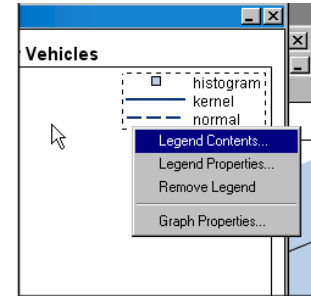 Vehicles
histogram
kernel
normal
Legend Contents...
Legend Properties...
Remove Legend
Graph Properties...